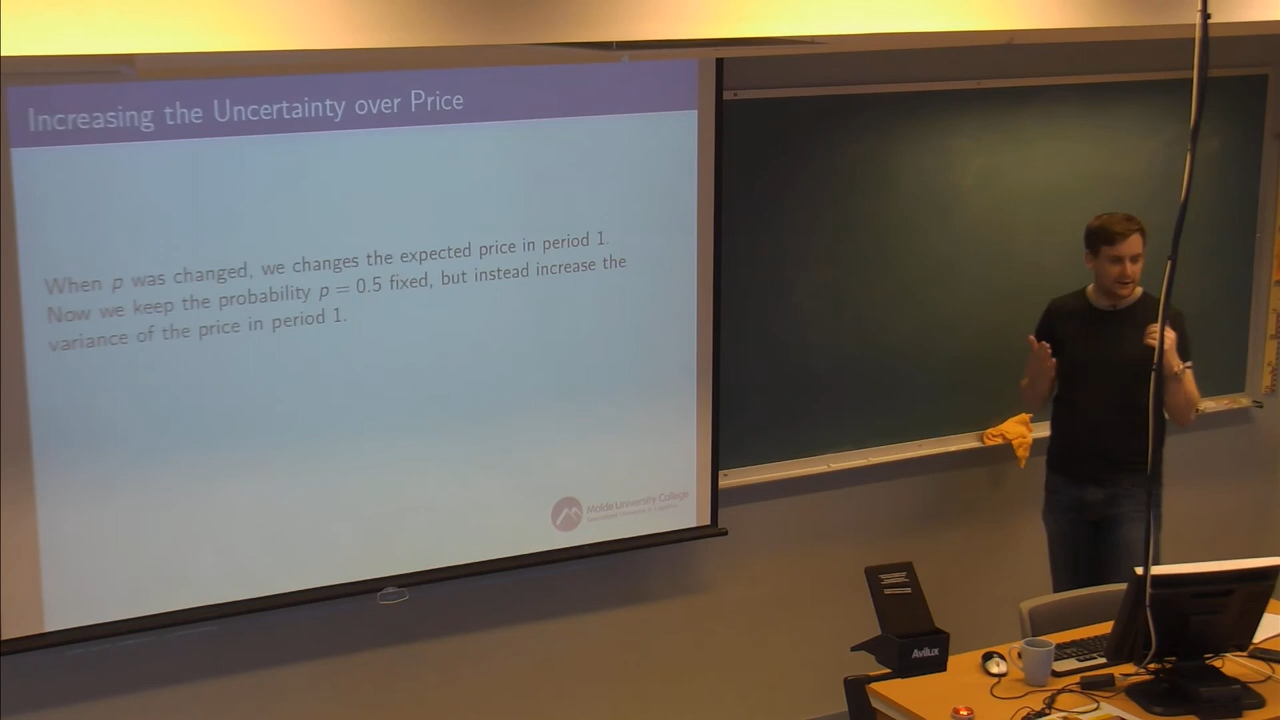 Increasing the Uncertainty over Price
When p was changed, we changes the expected price in period 1.
Now we keep the probability p = 0.5 fixed, but instead increase the
variance of the price in period 1.
Molde University College
Avilux